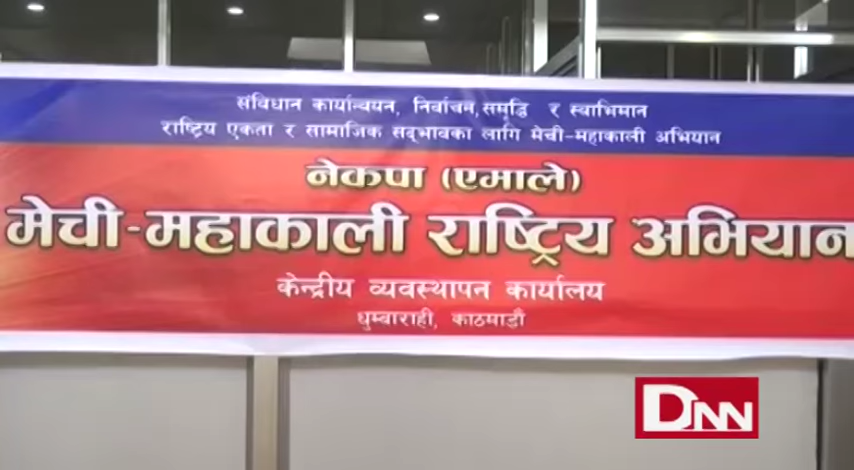 संविधान कार्यान्वयन, निर्वाचन, समृद्धि र स्वाभिमान
राष्ट्रिय एकता र सामाजिक सद्‌भावका लागि मेची-महाकाली अभियान
नेकपा (एमाले)
मेची-महाकाली राष्ट्रिय अभियान
केन्द्रीय व्यवस्थापन कार्यालय
धुम्बाराही, काठमाडौं
DNN